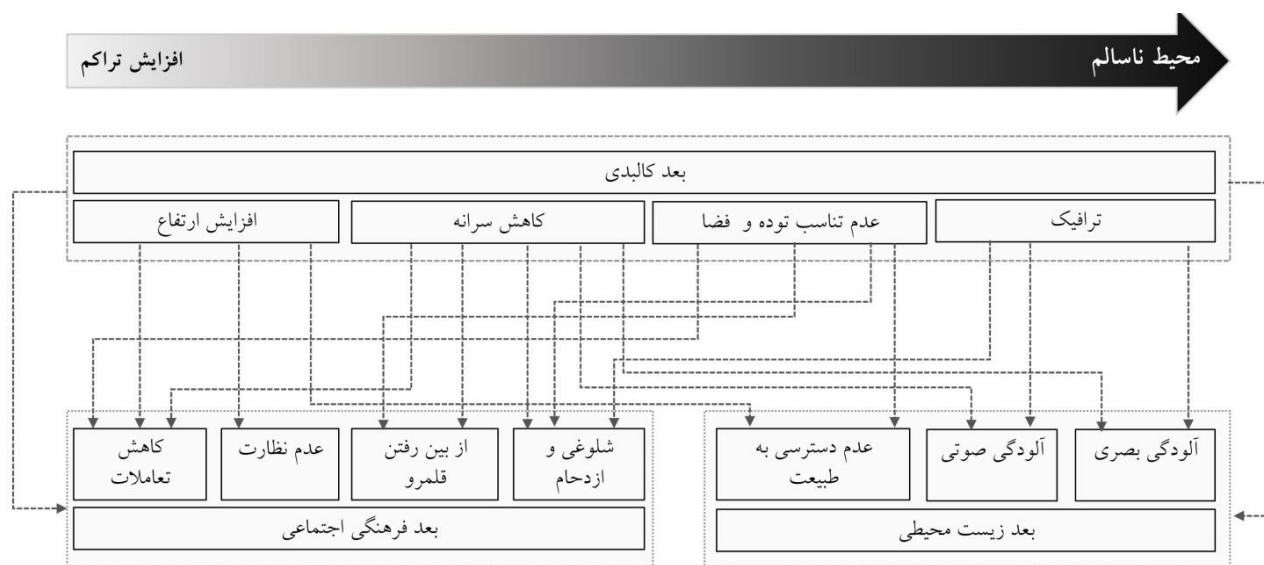 محیط ناسالم
افزایش تراکم
بعد کالبدی
ترافیک
عدم تناسب توده و فضا
کاهش سرانه
افزایش ارتفاع
آلودگی بصری
آلودگی صوتی
عدم دسترسی به
طبیعت
شلوغی و
ازدحام
از بین رفتن
قلمرو
عدم نظارت
کاهش
تعاملات
بعد زیست محیطی
بعد فرهنگی اجتماعی